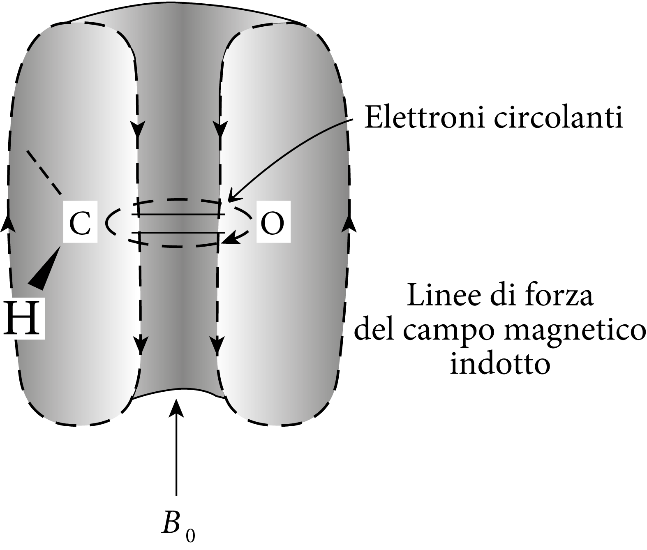 Elettroni circolanti
C
O
H
Linee di forza
del campo magnetico
indotto
B0